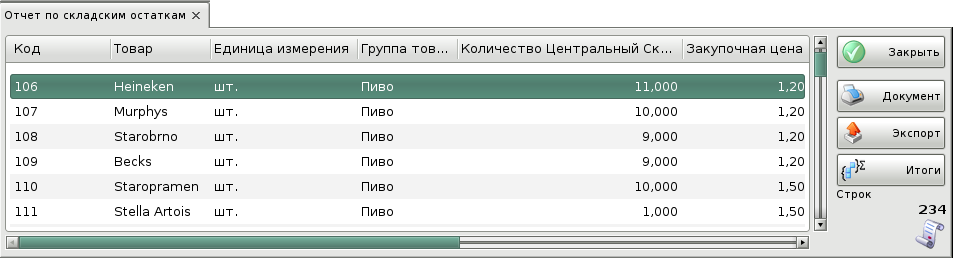 Отчет по складским остаткам ×
Код Товар Единица измерения Группа тов... Количество Центральный Ск... Закупочная цена
106 Heineken шт. Пиво 11,000 1,20
107 Murphys шт. Пиво 10,000 1,20
108 Starobrno шт. Пиво 9,000 1,20
109 Becks шт. Пиво 9,000 1,20
110 Staropramen шт. Пиво 10,000 1,50
111 Stella Artois шт. Пиво 1,000 1,50
Закрыть
Документ
Экспорт
Итоги
Строк
234